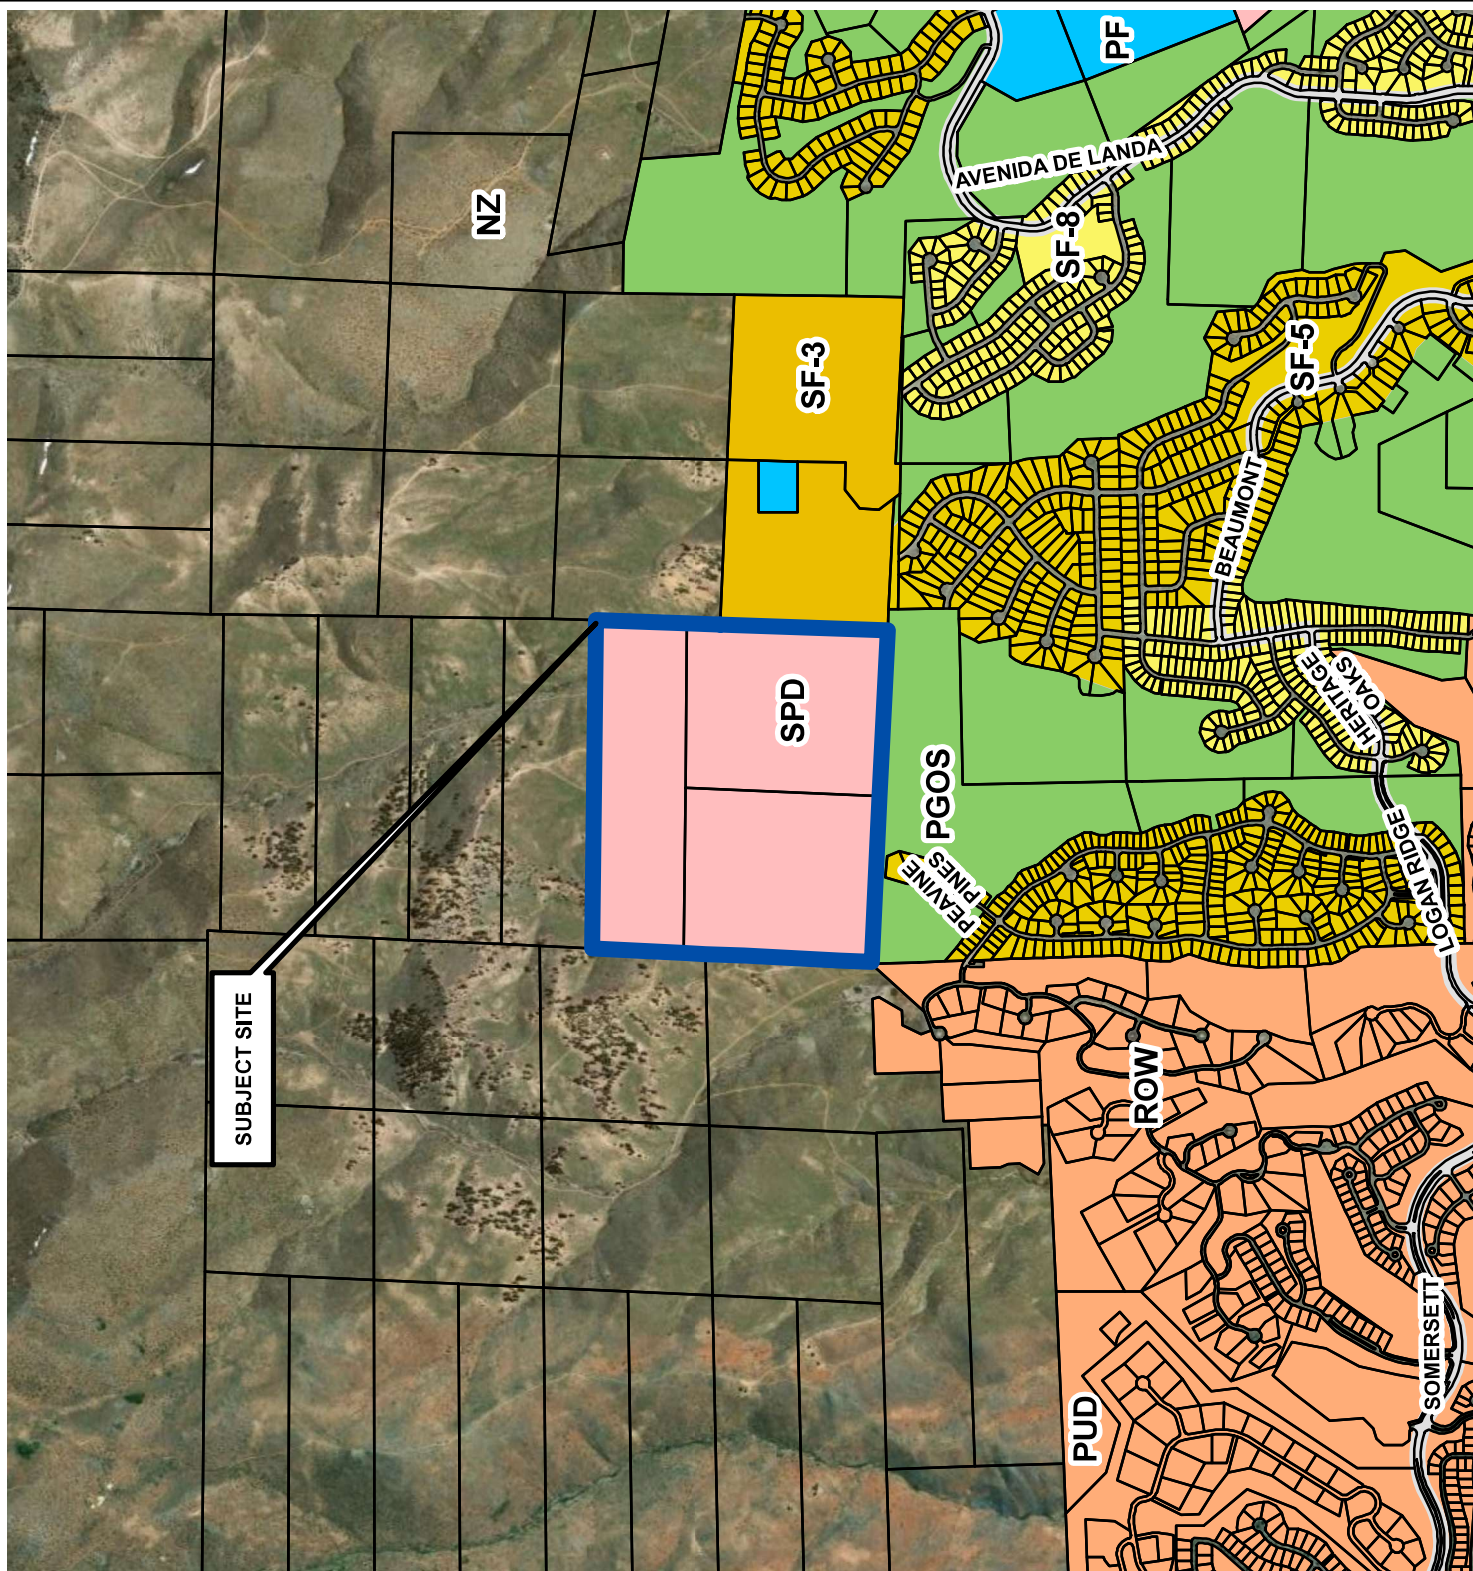 PF
AVENIDA DE LANDA
NZ
SF-8
SF-3
SF-5
BEAUMONT
SPD
HERITAGE
OAKS
PGOS
PEAVINE
PINES
LOGAN RIDGE
SUBJECT SITE
ROW
SOMERSETT
PUD